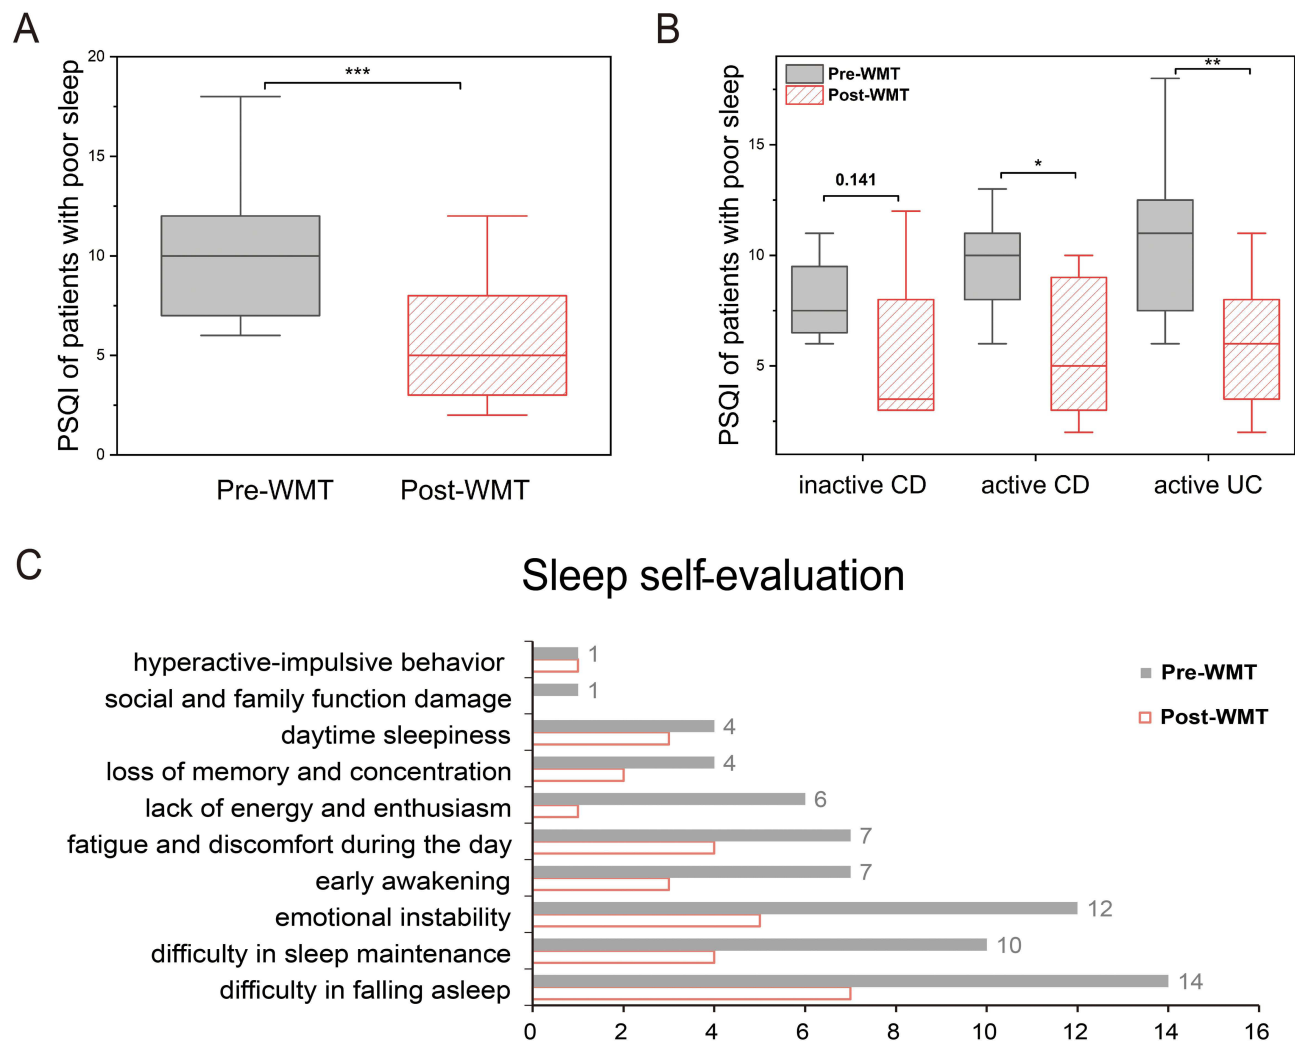 A
PSQI of patients with poor sleep
20
15
10
5
0
***
Pre-WMT
Post-WMT
B
PSQI of patients with poor sleep
15
10
5
Pre-WMT
Post-WMT
0.141
*
**
inactive CD
active CD
active UC
C
Sleep self-evaluation
hyperactive-impulsive behavior
1
social and family function damage
1
daytime sleepiness
4
loss of memory and concentration
4
lack of energy and enthusiasm
6
fatigue and discomfort during the day
7
early awakening
7
emotional instability
12
difficulty in sleep maintenance
10
difficulty in falling asleep
14
Pre-WMT
Post-WMT
0 2 4 6 8 10 12 14 16